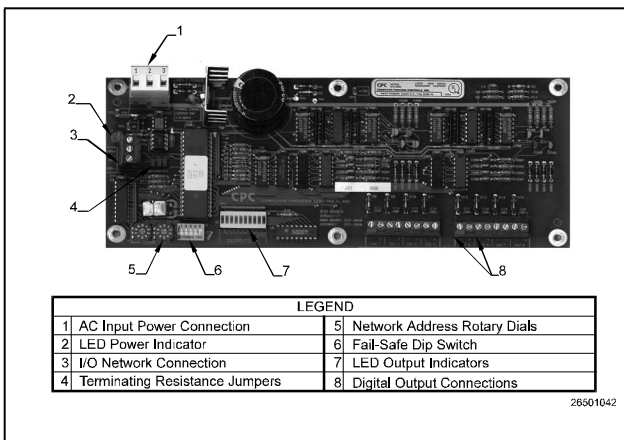 1
1 2 3
2
3
4
5
6
7
8
CPC
CPC
OUTPUTS
LEGEND
1 AC Input Power Connection
2 LED Power Indicator
3 I/O Network Connection
4 Terminating Resistance Jumpers
5 Network Address Rotary Dials
6 Fail-Safe Dip Switch
7 LED Output Indicators
8 Digital Output Connections
26501042